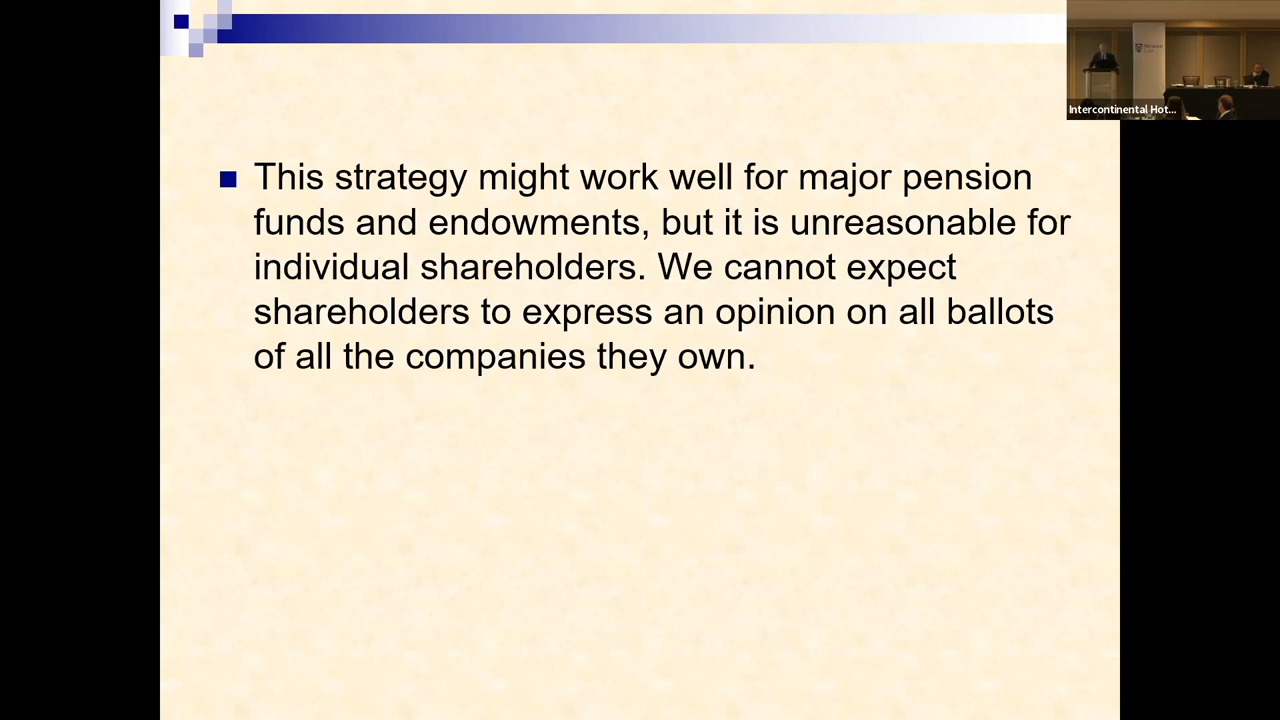 Intercontinental Hot...
This strategy might work well for major pension
funds and endowments, but it is unreasonable for
individual shareholders. We cannot expect
shareholders to express an opinion on all ballots
of all the companies they own.